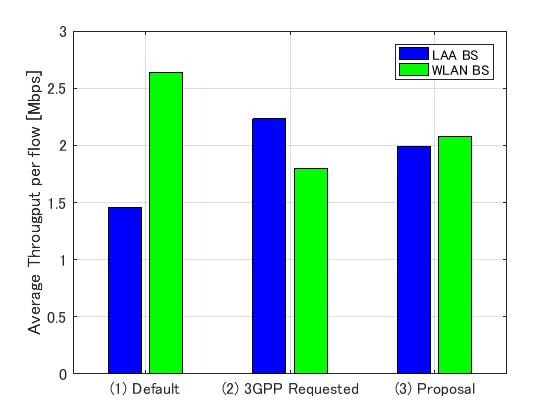 3
2.5
2
1.5
1
0.5
0
Average Througput per flow [Mbps]
LAA BS
WLAN BS
(1) Default
(2) 3GPP Requested
(3) Proposal